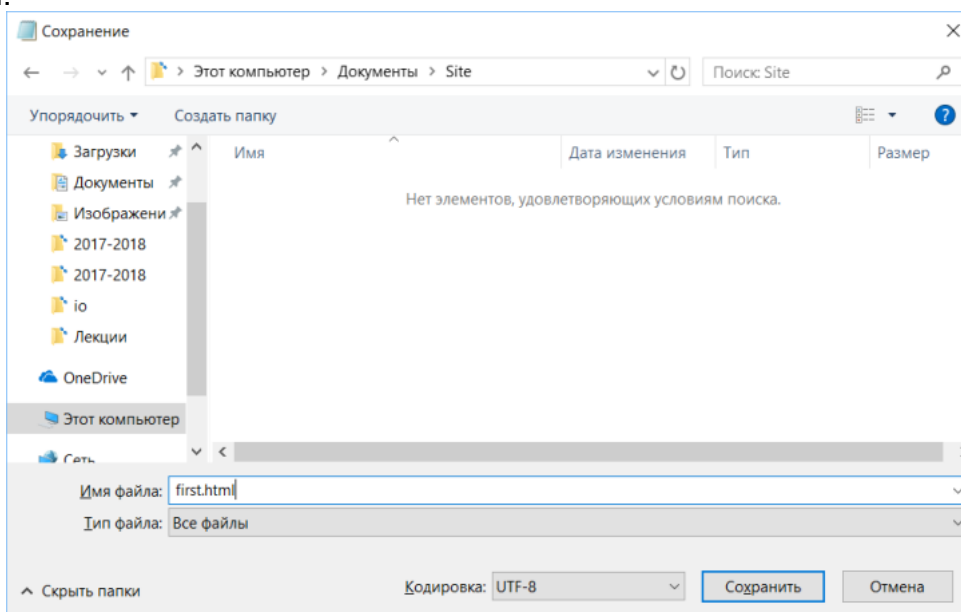 Сохранение
Этот компьютер > Документы > Site
Поиск: Site
Упорядочить
Создать папку
Имя
Дата изменения
Тип
Размер
Нет элементов, удовлетворяющих условиям поиска.
Загрузки
Документы
Изображени
2017-2018
2017-2018
io
Лекции
OneDrive
Этот компьютер
Сеть
Имя файла: first.html
Тип файла: Все файлы
Скрыть папки
Кодировка: UTF-8
Сохранить
Отмена